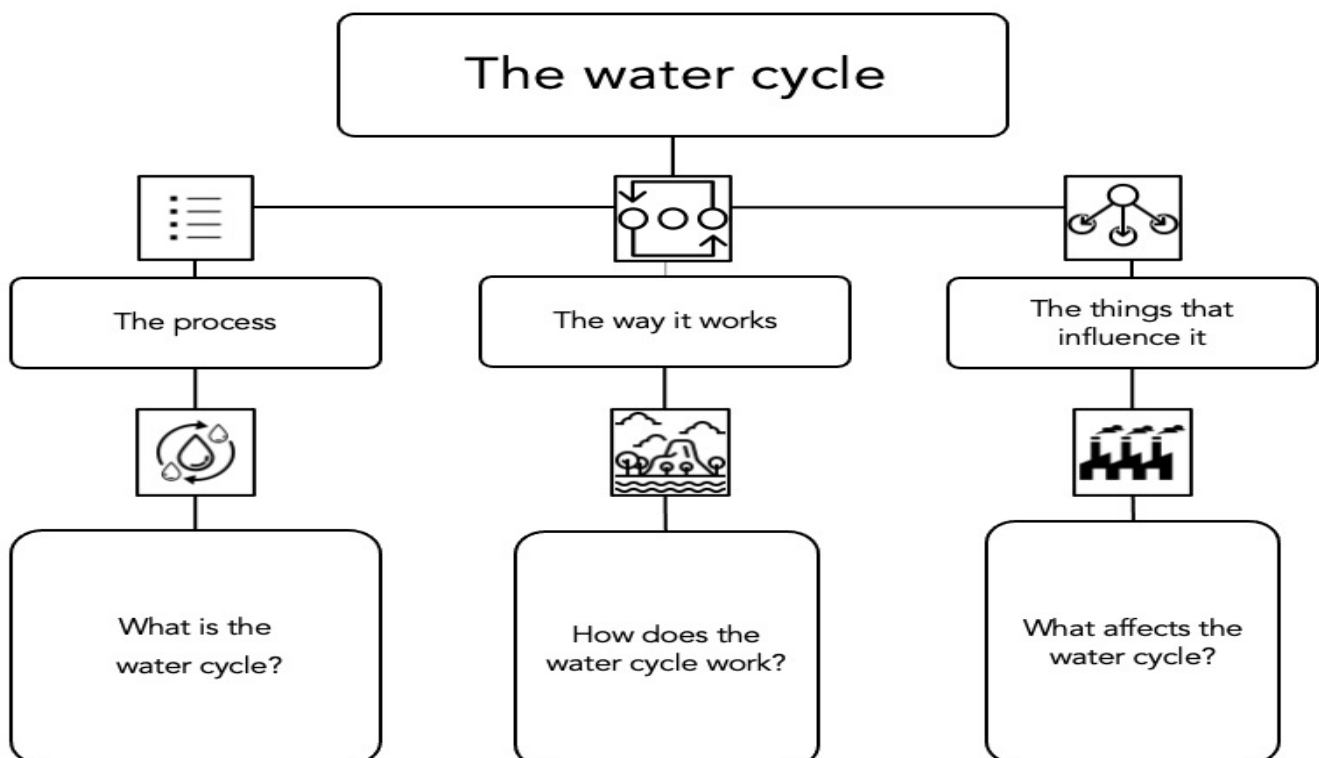 The water cycle
The process
The way it works
The things that
influence it
What is the
water cycle?
How does the
water cycle work?
What affects the
water cycle?